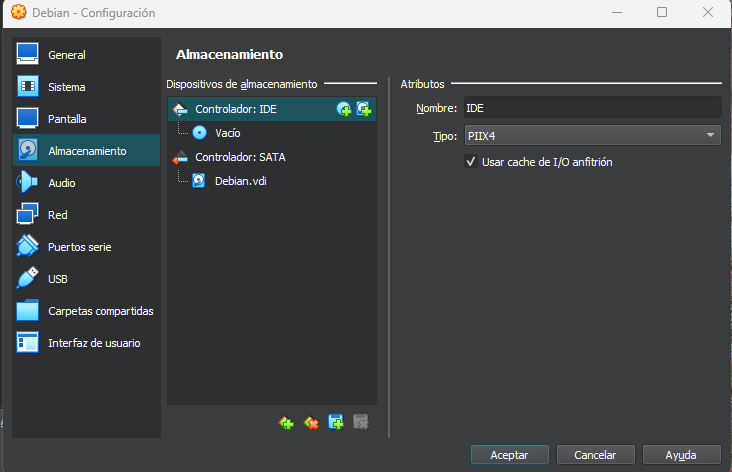 Debian - Configuración
General
Sistema
Pantalla
Almacenamiento
Audio
Red
Puertos serie
USB
Carpetas compartidas
Interfaz de usuario
Almacenamiento
Dispositivos de almacenamiento
Controlador: IDE
Vacío
Controlador: SATA
Debian.vdi
Atributos
Nombre: IDE
Tipo: PIIX4
Usar cache de I/O anfitrión
Aceptar Cancelar Ayuda